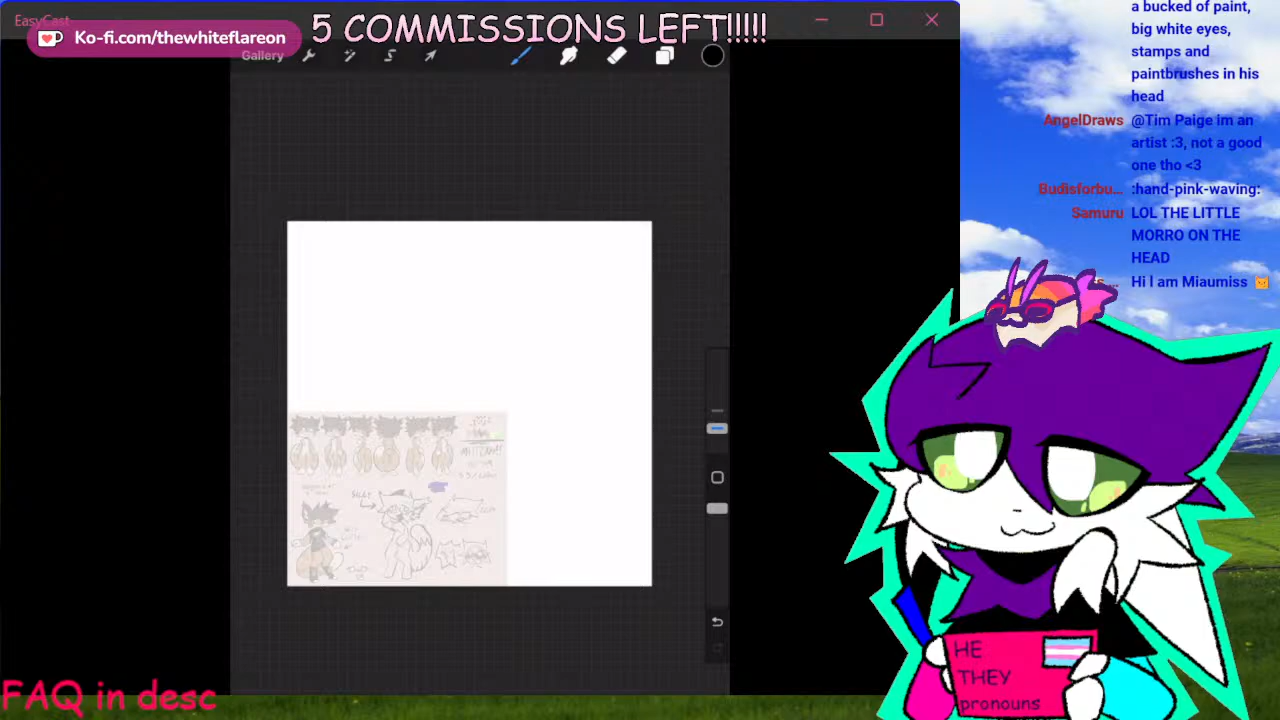 EasyCast
Ko-fi.com/thewhiteflareon
5 COMMISSIONS LEFT!!!!!
Gallery
a bucked of paint,
big white eyes,
stamps and
paintbrushes in his
head
AngelDraws @Tim Paige im an
artist :3, not a good
one tho <3
Budisforbu... :hand-pink-waving:
Samuru LOL THE LITTLE
MORRO ON THE
HEAD
Hi I am Miaumiss
SILLY
HE
THEY
pronouns
FAQ in desc